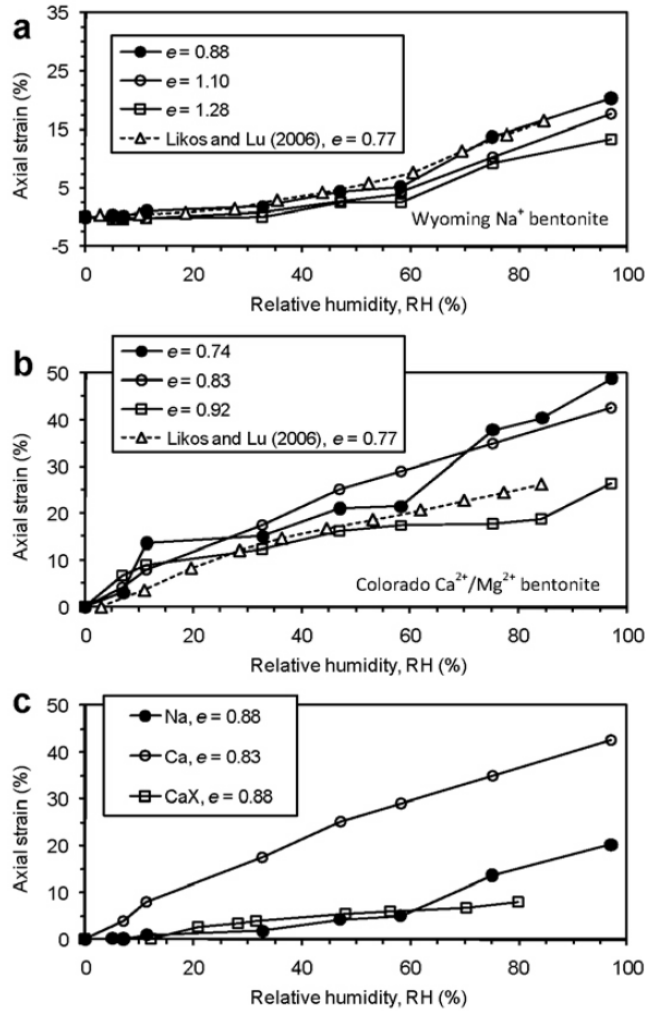 a
35
25
15
5
-5
Axial strain (%)
e = 0.88
e = 1.10
e = 1.28
Likos and Lu (2006), e = 0.77
Wyoming Na⁺ bentonite
0 20 40 60 80 100
Relative humidity, RH (%)
b
50
40
30
20
10
0
Axial strain (%)
e = 0.74
e = 0.83
e = 0.92
Likos and Lu (2006), e = 0.77
Colorado Ca²⁺/Mg²⁺ bentonite
0 20 40 60 80 100
Relative humidity, RH (%)
c
50
40
30
20
10
0
Axial strain (%)
Na, e = 0.88
Ca, e = 0.83
CaX, e = 0.88
0 20 40 60 80 100
Relative humidity, RH (%)